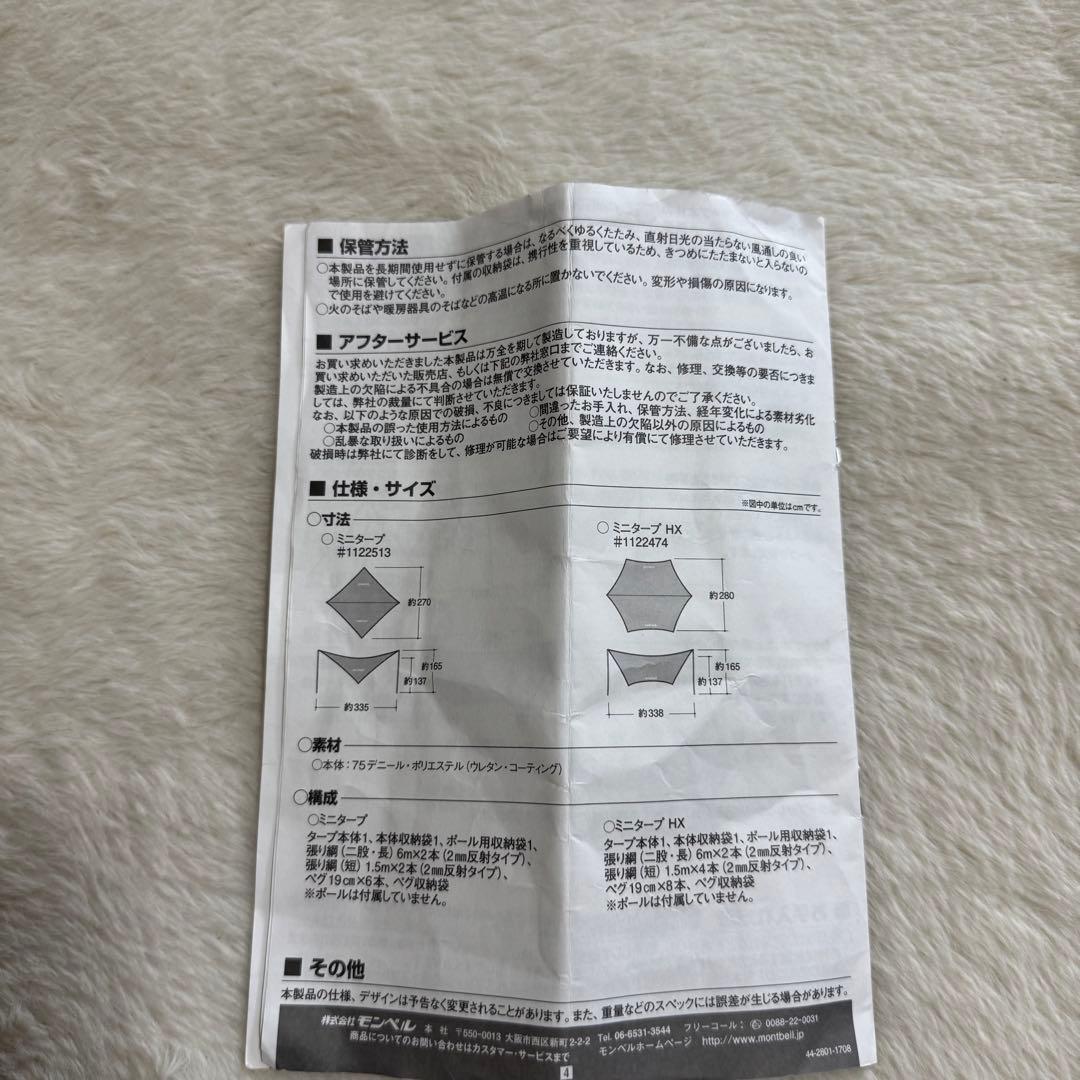 ■ 保管方法
○本製品を長期間使用せずに保管する場合は、なるべくゆるくたたみ、直射日光の当たらない風通しの良い
場所に保管してください。付属の収納袋は、携行性を重視しているため、きつめにたたまないと入らないの
で使用を避けてください。
○火のそばや暖房器具のそばなどの高温になる所に置かないでください。変形や損傷の原因になります。
■ アフターサービス
お買い求めいただきました本製品は万全を期して製造しておりますが、万一不備な点がございましたら、お
買い求めいただいた販売店、もしくは下記の弊社窓口までご連絡ください。なお、修理、交換等の要否につきま
しては、弊社の裁量にて判断させていただきます。
製造上の欠陥による不具合の場合は無償で交換させていただきます。
なお、以下のような原因での破損、不良につきましては保証いたしませんのでご了承ください。
○本製品の誤った使用方法によるもの ○間違ったお手入れ、保管方法、経年変化による素材劣化
○乱暴な取り扱いによるもの ○その他、製造上の欠陥以外の原因によるもの
破損時は弊社にて診断をして、修理が可能な場合はご要望により有償にて修理させていただきます。
■ 仕様・サイズ
※図中の単位はcmです。
○寸法
○ ミニタープ
#1122513
約270
約165
約137
約335
○ ミニタープ HX
#1122474
約280
約165
約137
約338
○素材
○本体：75デニール・ポリエステル（ウレタン・コーティング）
○構成
○ミニタープ
タープ本体1、本体収納袋1、ポール用収納袋1、
張り綱（二股・長）6m×2本（2㎜反射タイプ）、
張り綱（短）1.5m×2本（2㎜反射タイプ）、
ペグ19㎝×6本、ペグ収納袋
※ポールは付属していません。
○ミニタープ HX
タープ本体1、本体収納袋1、ポール用収納袋1、
張り綱（二股・長）6m×2本（2㎜反射タイプ）、
張り綱（短）1.5m×4本（2㎜反射タイプ）、
ペグ19㎝×8本、ペグ収納袋
※ポールは付属していません。
■ その他
本製品の仕様、デザインは予告なく変更されることがあります。また、重量などのスペックには誤差が生じる場合があります。
株式会社 モンベル 本 社 〒550-0013 大阪市西区新町2-2-2 Tel. 06-6531-3544 フリーコール： 0088-22-0031
商品についてのお問い合わせはカスタマー・サービスまで モンベルホームページ http://www.montbell.jp
44-2801-1708
4